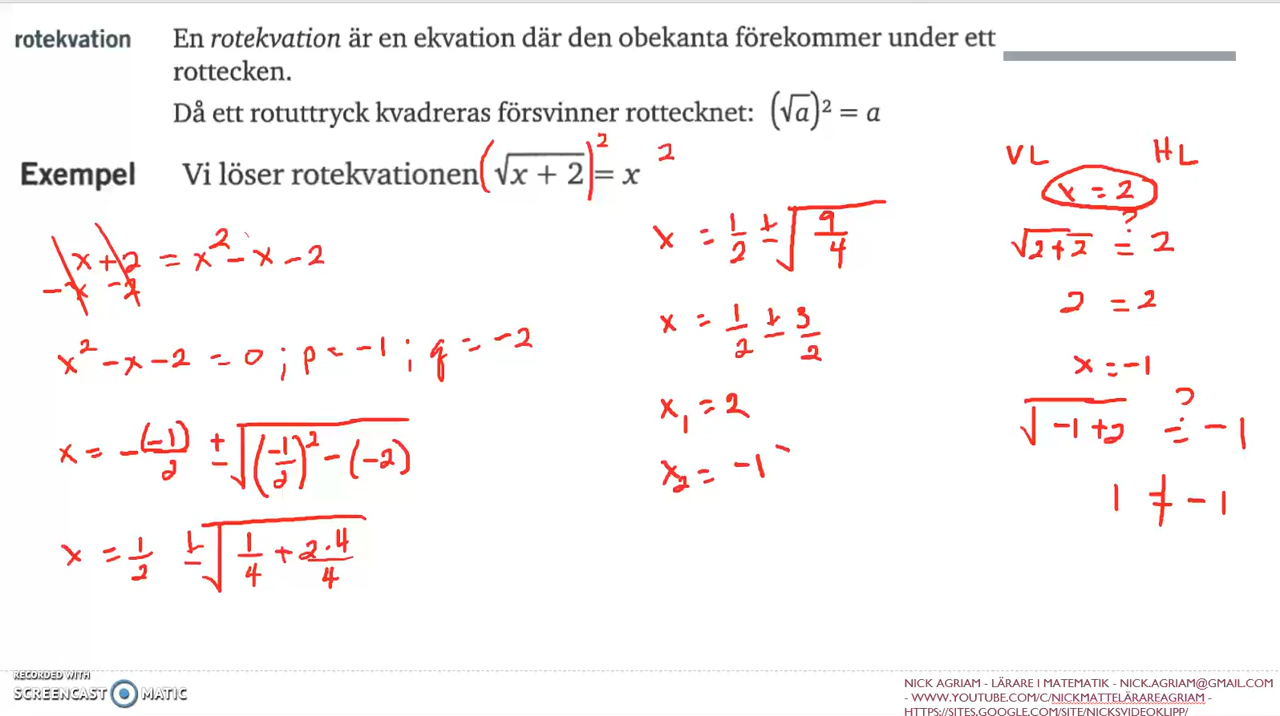 rotekvation En rotekvation är en ekvation där den obekanta förekommer under ett
rottecken.
Då ett rotuttryck kvadreras försvinner rottecknet: (√a)² = a
Exempel Vi löser rotekvationen (√x + 2)² = x ²
x + 2 = x² - x - 2
- x - 2
x² - x - 2 = 0 ; p = -1 ; q = -2
x = -(-1)/2 ± √((-1/2)² - (-2))
x = 1/2 ± √(1/4 + 2·4/4)
x = 1/2 ± √(9/4)
x = 1/2 ± 3/2
x₁ = 2
x₂ = -1
VL HL
x = 2
√2+2 ≟ 2
2 = 2
x = -1
√-1+2 ≟ -1
1 ≠ -1
RECORDED WITH
SCREENCAST MATIC
NICK AGRIAM - LÄRARE I MATEMATIK - NICK.AGRIAM@GMAIL.COM
- WWW.YOUTUBE.COM/C/NICKMATTELÄRAREAGRIAM -
HTTPS://SITES.GOOGLE.COM/SITE/NICKSVIDEOKLIPP/